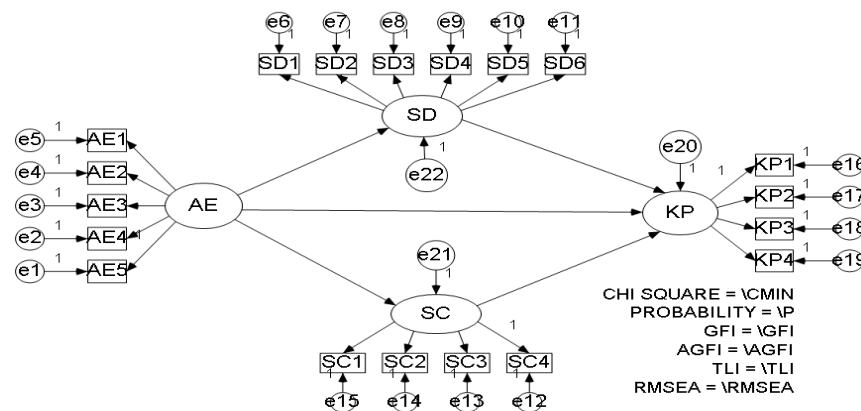 e6 e7 e8 e9 e10 e11
1 1 1 1 1 1
SD1 SD2 SD3 SD4 SD5 SD6
SD
1
e22
e5 1 AE1
e4 1 AE2
e3 1 AE3
e2 1 AE4 1
e1 1 AE5
AE
e20
1
KP
1 KP1 1 e16
KP2 1 e17
KP3 1 e18
KP4 1 e19
e21
1
SC
1
SC1 SC2 SC3 SC4
1 1 1 1
e15 e14 e13 e12
CHI SQUARE = \CMIN
PROBABILITY = \P
GFI = \GFI
AGFI = \AGFI
TLI = \TLI
RMSEA = \RMSEA